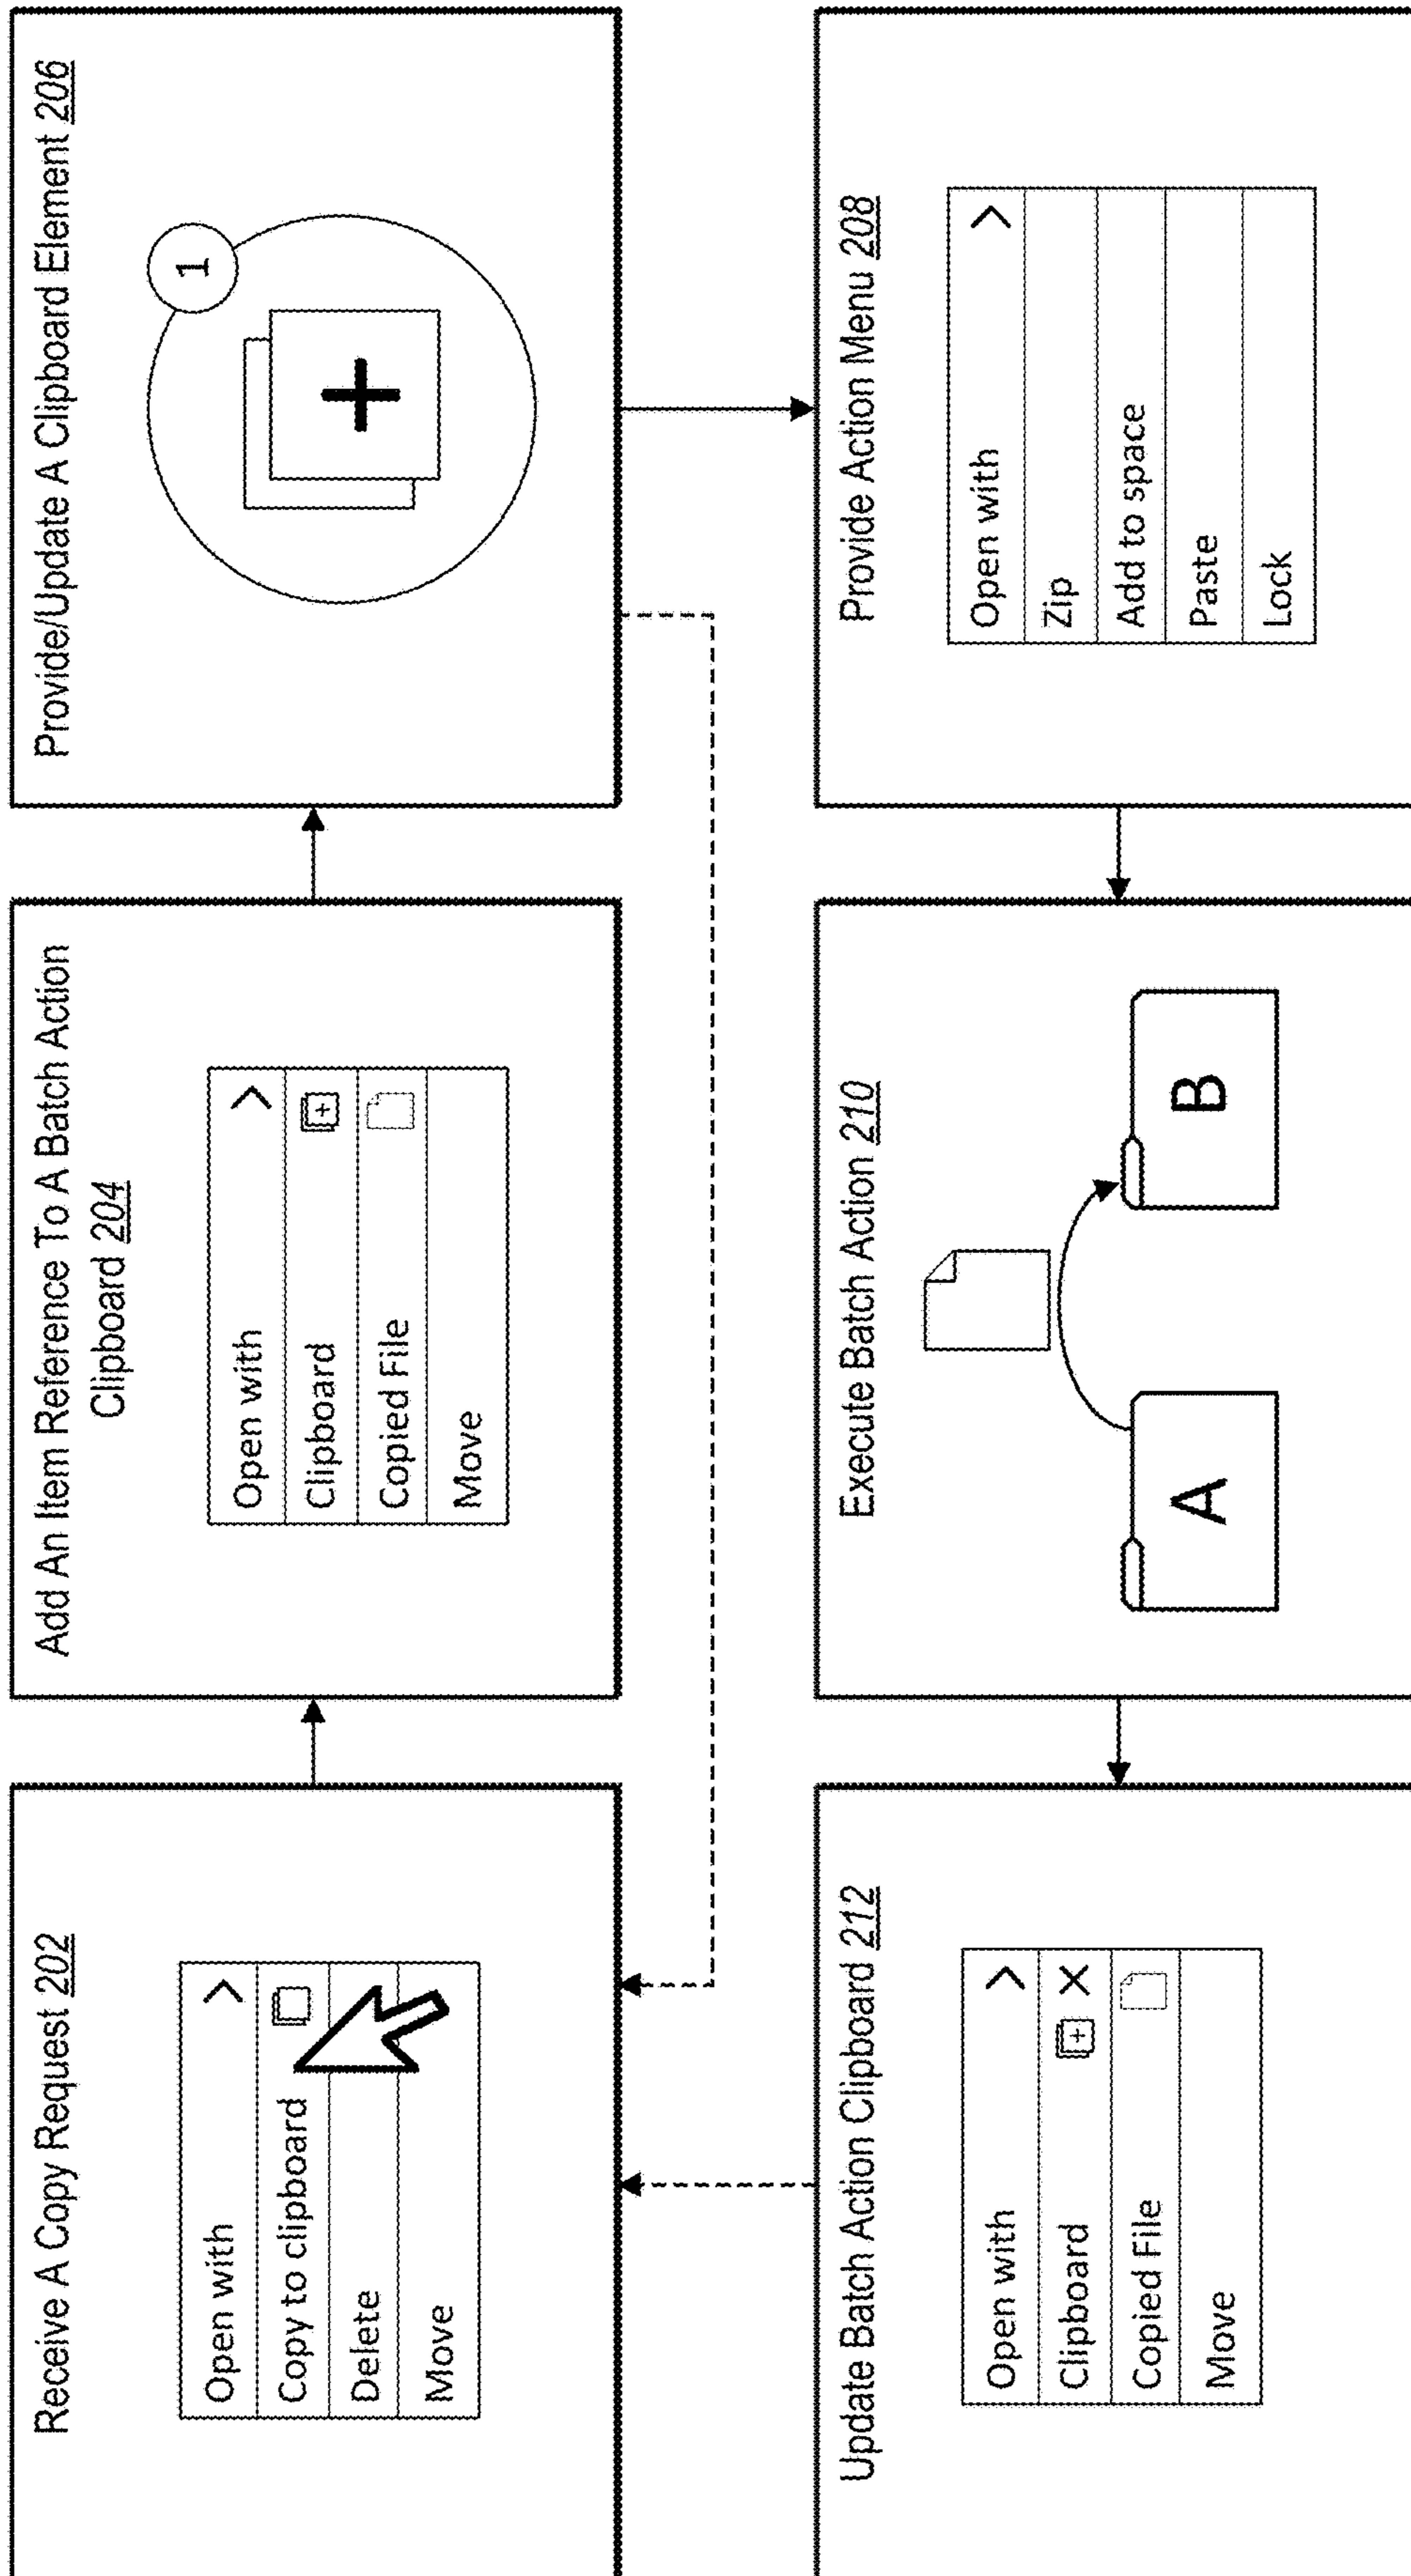 Receive A Copy Request 202
Open with
Copy to clipboard
Delete
Move
Add An Item Reference To A Batch Action
Clipboard 204
Open with
Clipboard
Copied File
Move
Provide/Update A Clipboard Element 206
1
Provide Action Menu 208
Open with
Zip
Add to space
Paste
Lock
Execute Batch Action 210
A
B
Update Batch Action Clipboard 212
Open with
Clipboard
Copied File
Move